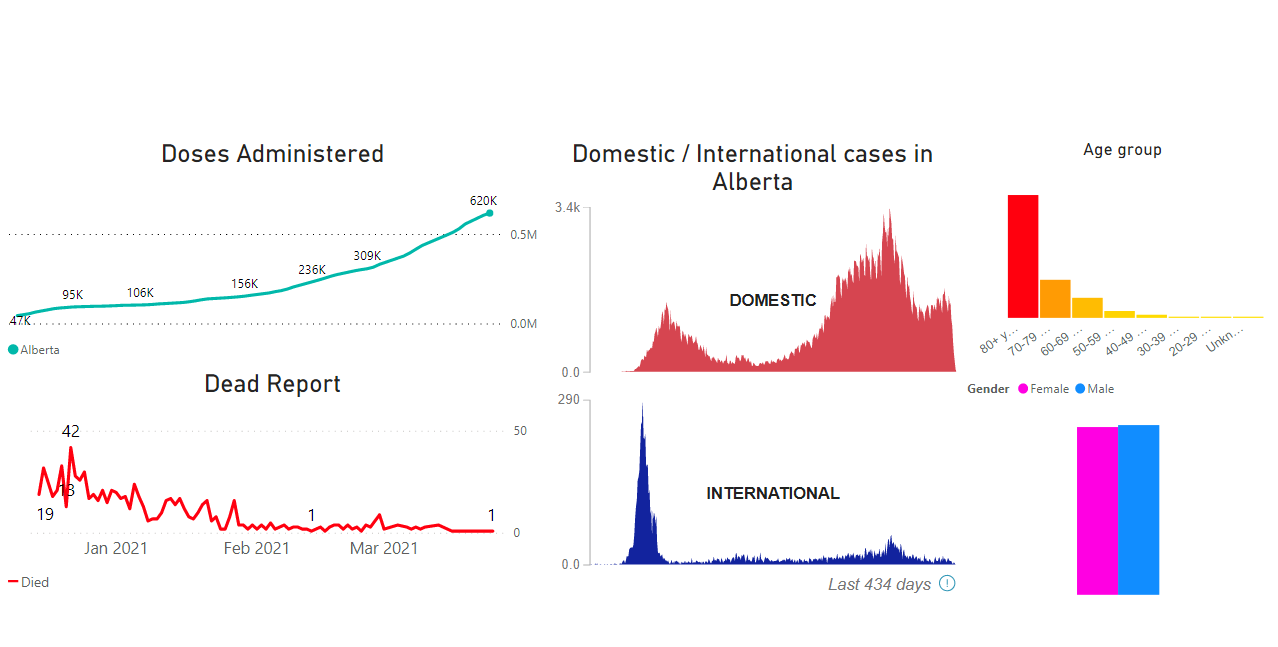 Doses Administered
620K
0.5M
309K
236K
156K
106K
95K
47K
0.0M
Alberta
Dead Report
42
50
13
19
1
1
0
Jan 2021
Feb 2021
Mar 2021
Died
Domestic / International cases in
Alberta
3.4k
DOMESTIC
0.0
290
INTERNATIONAL
0.0
Last 434 days
Age group
80+ y...
70-79 ...
60-69 ...
50-59 ...
40-49 ...
30-39 ...
20-29 ...
Unkn...
Gender Female Male